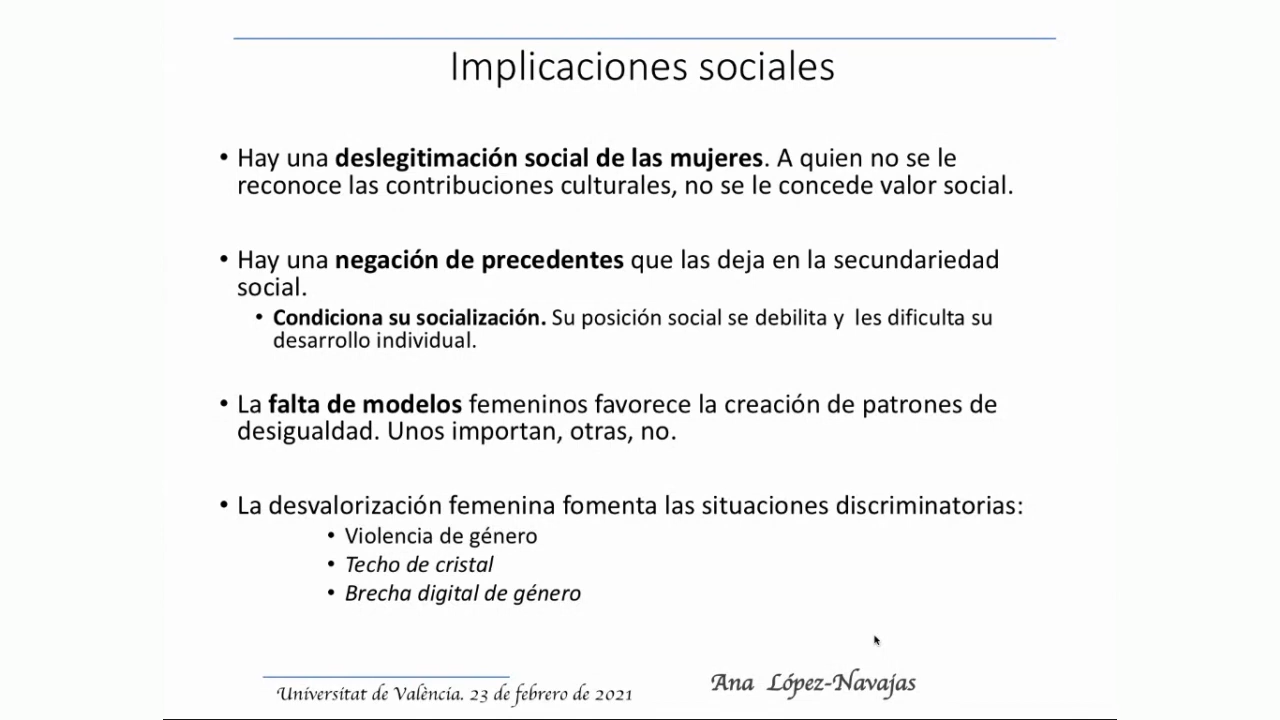 Implicaciones sociales
• Hay una deslegitimación social de las mujeres. A quien no se le
reconoce las contribuciones culturales, no se le concede valor social.
• Hay una negación de precedentes que las deja en la secundariedad
social.
• Condiciona su socialización. Su posición social se debilita y les dificulta su
desarrollo individual.
• La falta de modelos femeninos favorece la creación de patrones de
desigualdad. Unos importan, otras, no.
• La desvalorización femenina fomenta las situaciones discriminatorias:
• Violencia de género
• Techo de cristal
• Brecha digital de género
Universitat de València. 23 de febrero de 2021
Ana López-Navajas